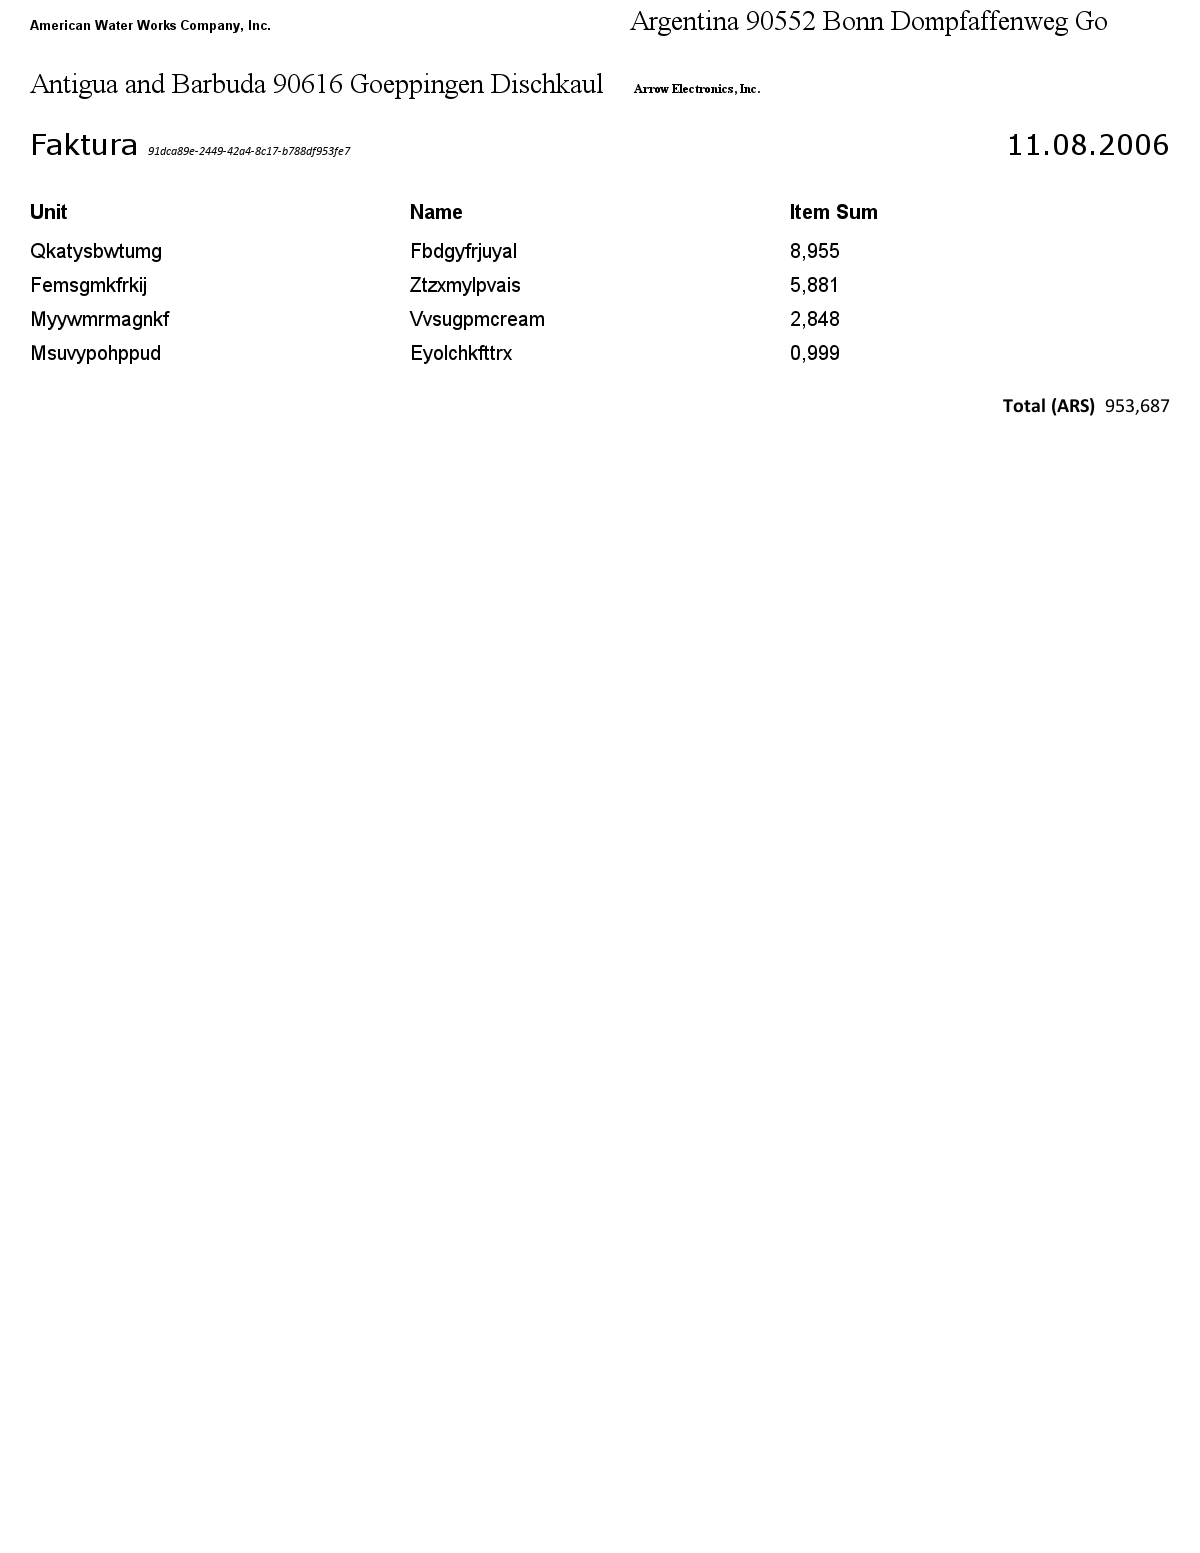 American Water Works Company, Inc.
Argentina 90552 Bonn Dompfaffenweg Go
Antigua and Barbuda 90616 Goeppingen Dischkaul
Arrow Electronics, Inc.
Faktura 91dca89e-2449-42a4-8c17-b788df953fe7 11.08.2006
Unit Name Item Sum
Qkatysbwtumg Fbdgyfrjuyal 8,955
Femsgmkfrkij Ztzxmylpvais 5,881
Myywmrmagnkf Vvsugpmcream 2,848
Msuvypohppud Eyolchkfttrx 0,999
Total (ARS) 953,687